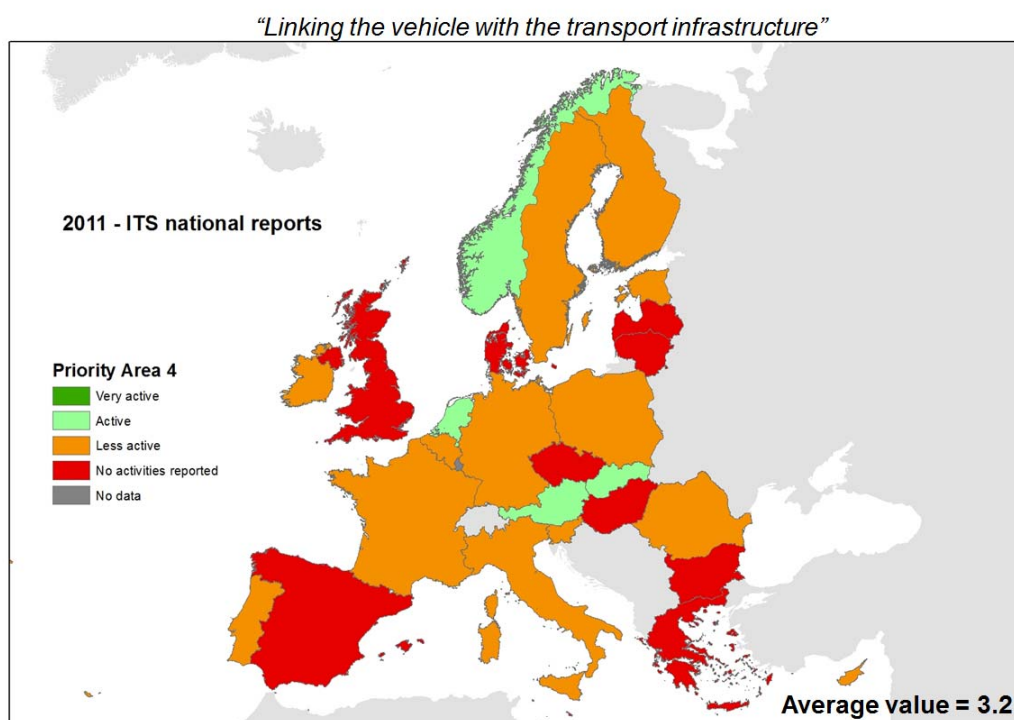 “Linking the vehicle with the transport infrastructure”
2011 - ITS national reports
Priority Area 4
Very active
Active
Less active
No activities reported
No data
Average value = 3.2